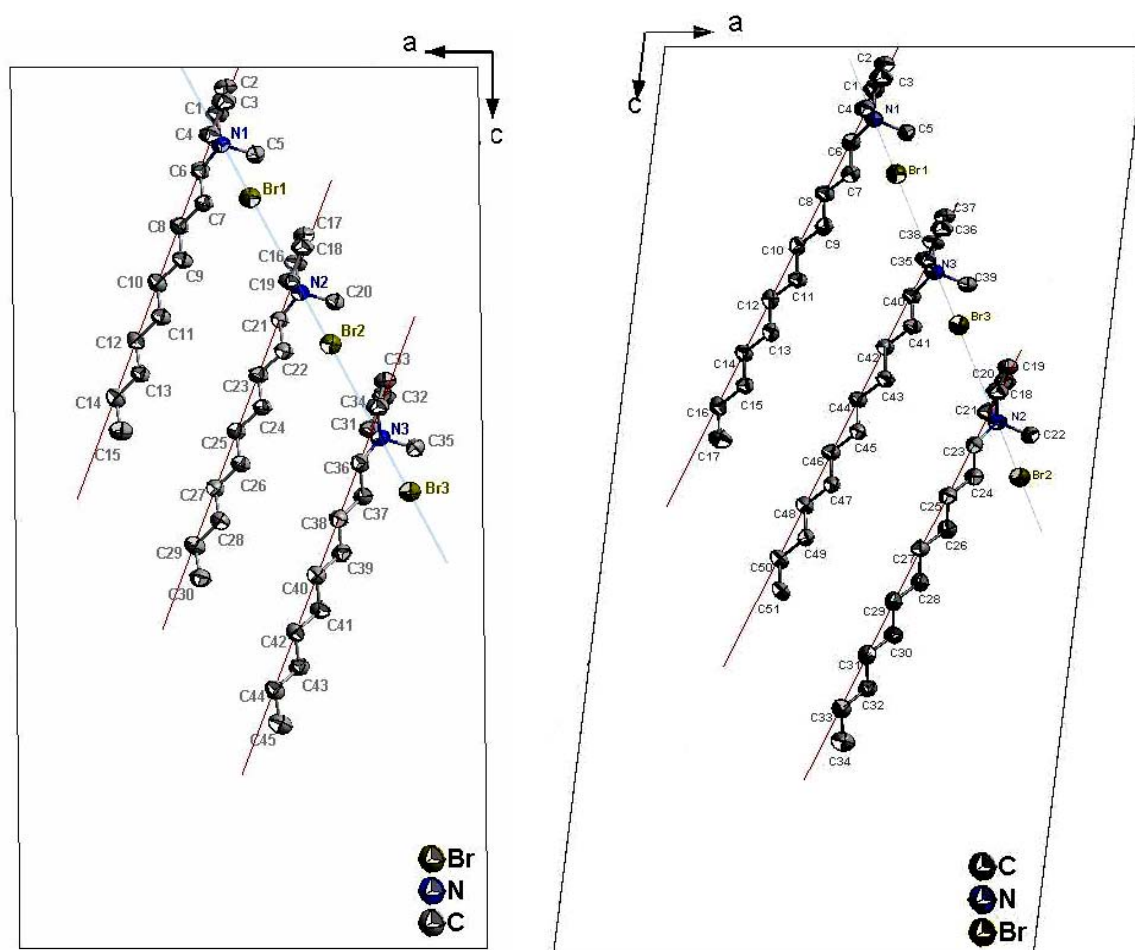 a
c
C2
C3
C1
C4
N1
C5
C6
C7
Br1
C8
C9
C10
C11
C12
C13
C14
C15
C17
C18
C16
C19
N2
C20
C21
C22
Br2
C23
C24
C25
C26
C27
C28
C29
C30
C33
C34
C32
C31
N3
C35
C36
C37
Br3
C38
C39
C40
C41
C42
C43
C44
C45
Br
N
C
a
c
C2
C3
C1
C4
N1
C5
C6
C7
Br1
C8
C9
C10
C11
C12
C13
C14
C15
C16
C17
C37
C36
C38
C35
N3
C39
C40
C41
Br3
C42
C43
C44
C45
C46
C47
C48
C49
C50
C51
C19
C20
C18
C21
N2
C22
C23
C24
Br2
C25
C26
C27
C28
C29
C30
C31
C32
C33
C34
C
N
Br